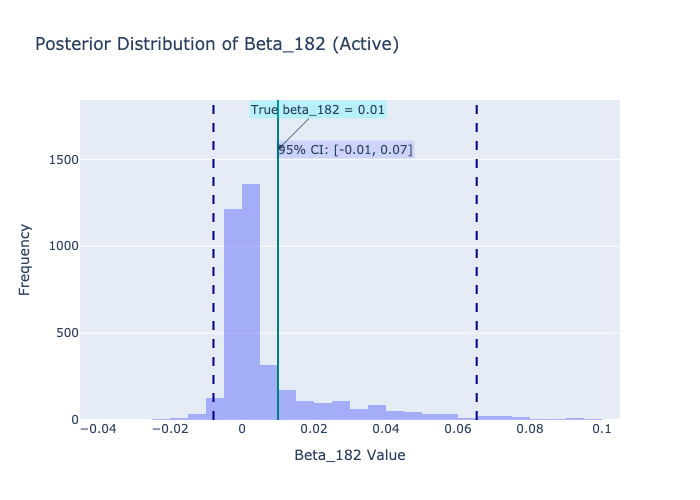 Posterior Distribution of Beta_182 (Active)
True beta_182 = 0.01
95% CI: [-0.01, 0.07]
1500
1000
500
0
Frequency
−0.04 −0.02 0 0.02 0.04 0.06 0.08 0.1
Beta_182 Value